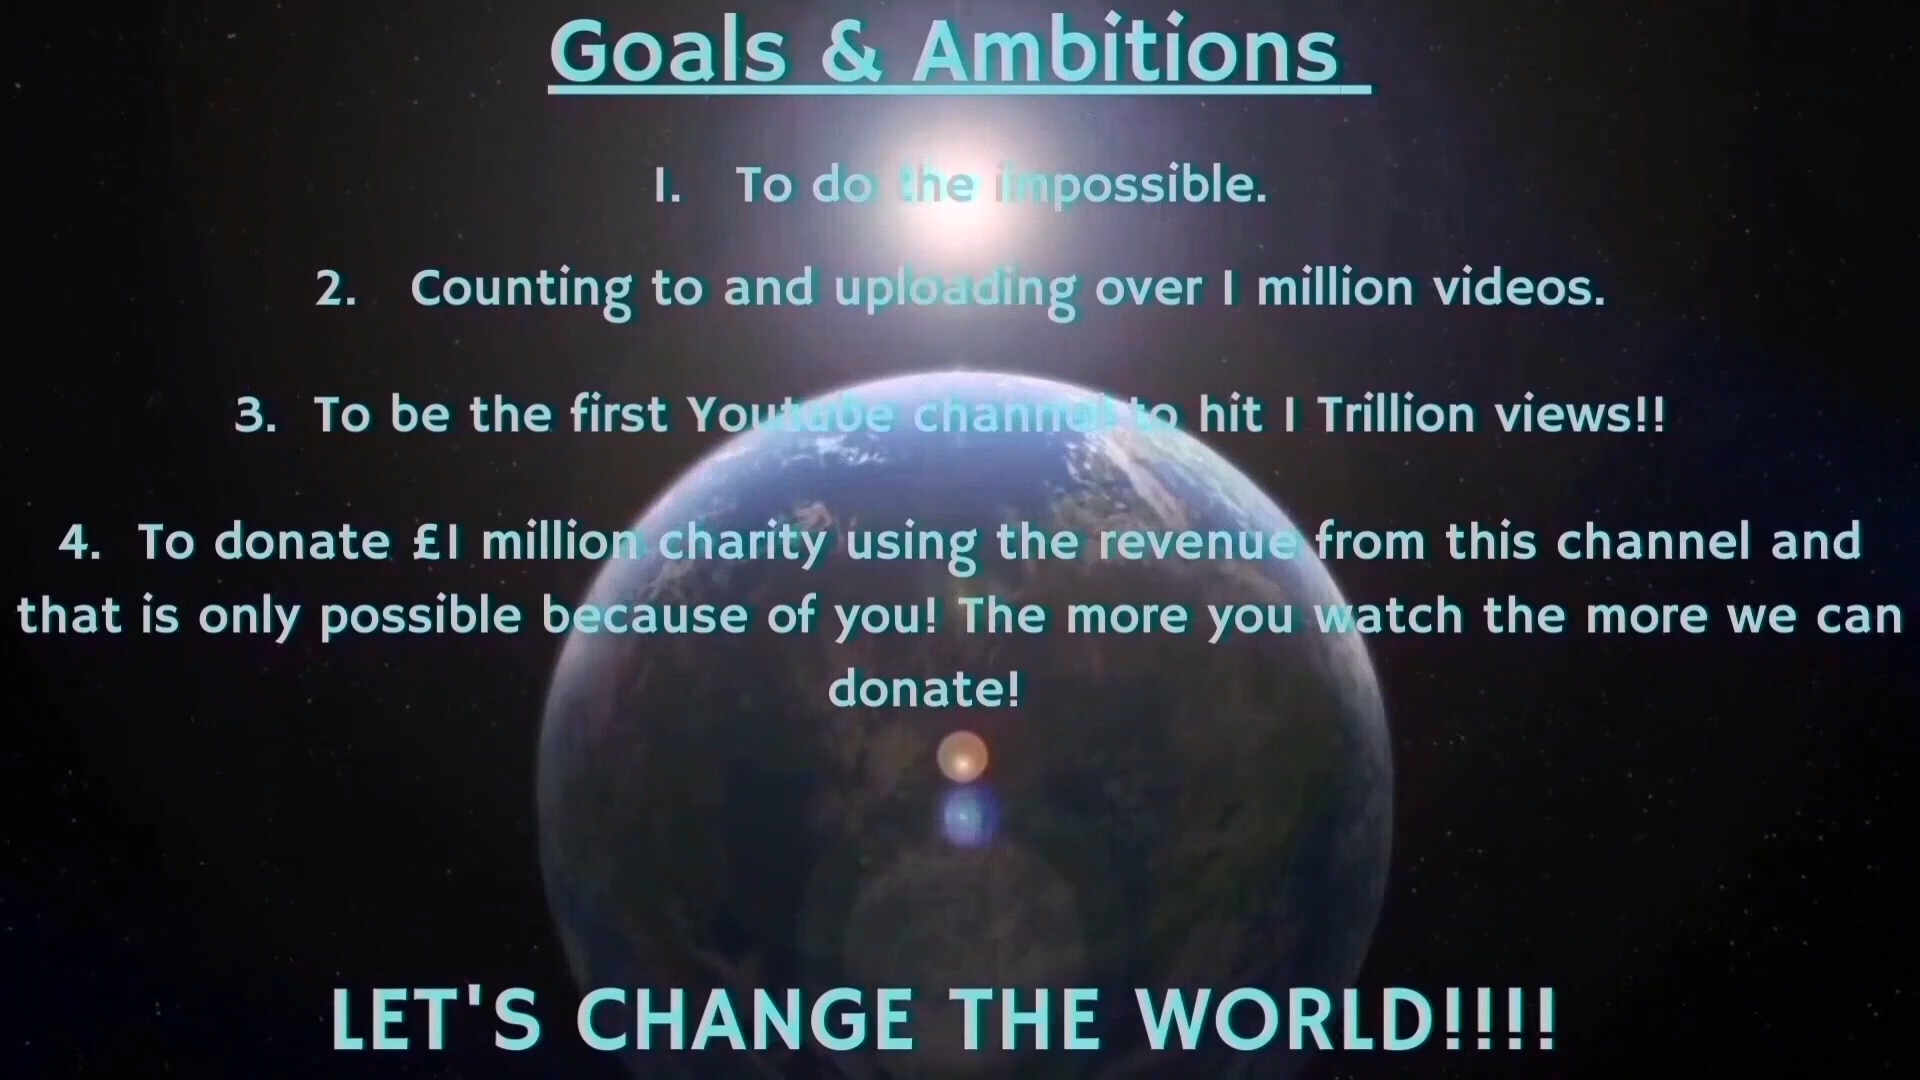 Goals & Ambitions
1. To do the impossible.
2. Counting to and uploading over 1 million videos.
3. To be the first Youtube channel to hit 1 Trillion views!!
4. To donate £1 million charity using the revenue from this channel and
that is only possible because of you! The more you watch the more we can
donate!
LET'S CHANGE THE WORLD!!!!